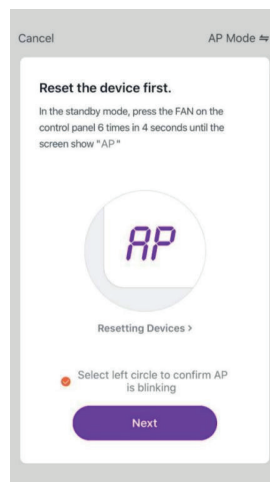 Cancel AP Mode ⇋
Reset the device first.
In the standby mode, press the FAN on the
control panel 6 times in 4 seconds until the
screen show "AP"
AP
Resetting Devices >
Select left circle to confirm AP
is blinking
Next